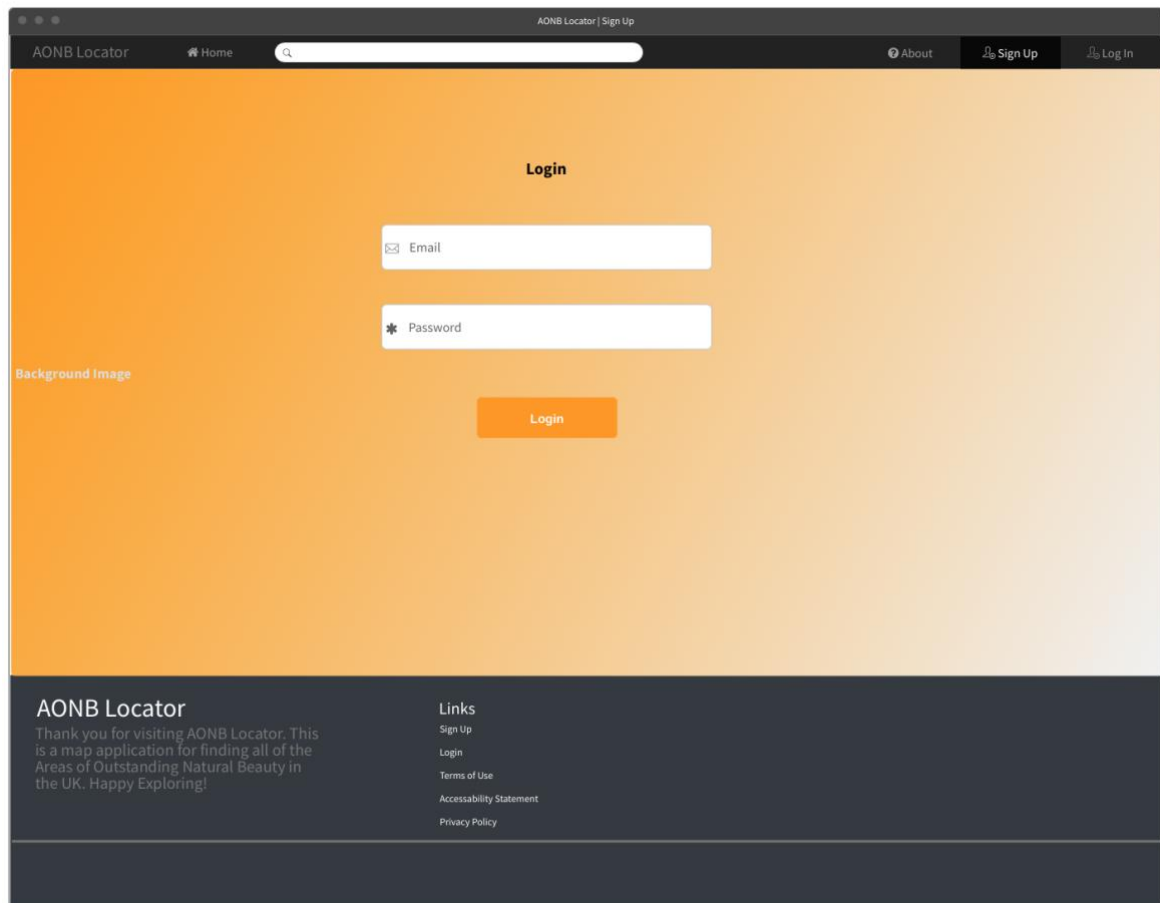 AONB Locator | Sign Up
AONB Locator Home About Sign Up Log In
Login
Email
Password
Background Image
Login
AONB Locator
Thank you for visiting AONB Locator. This
is a map application for finding all of the
Areas of Outstanding Natural Beauty in
the UK. Happy Exploring!
Links
Sign Up
Login
Terms of Use
Accessability Statement
Privacy Policy